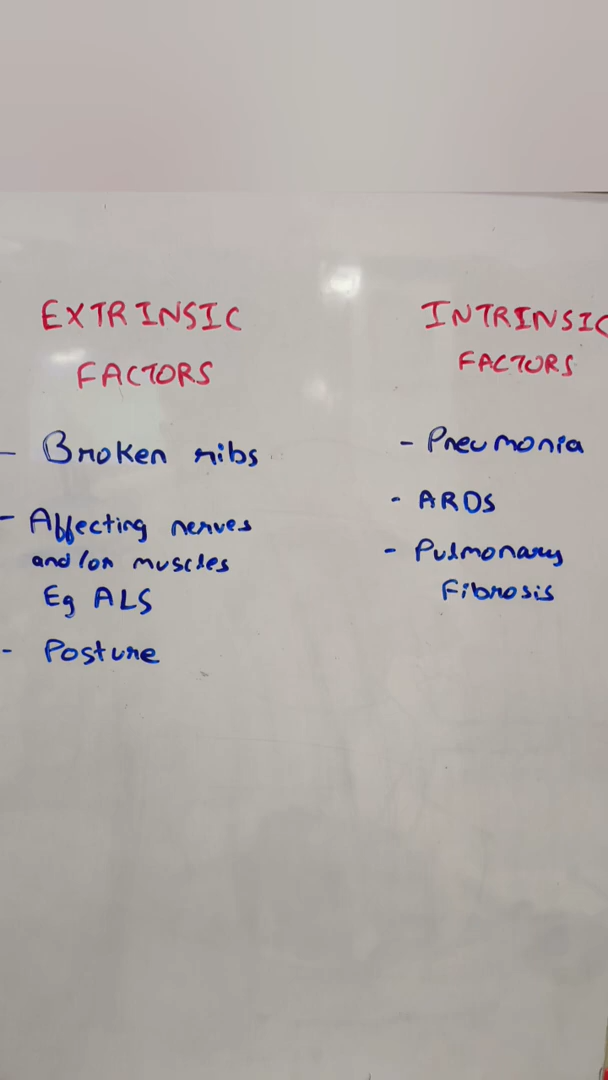 EXTRINSIC
FACTORS
- Broken ribs
- Affecting nerves
and/or muscles
Eg ALS
- Posture
INTRINSIC
FACTORS
- Pneumonia
- ARDS
- Pulmonary
Fibrosis